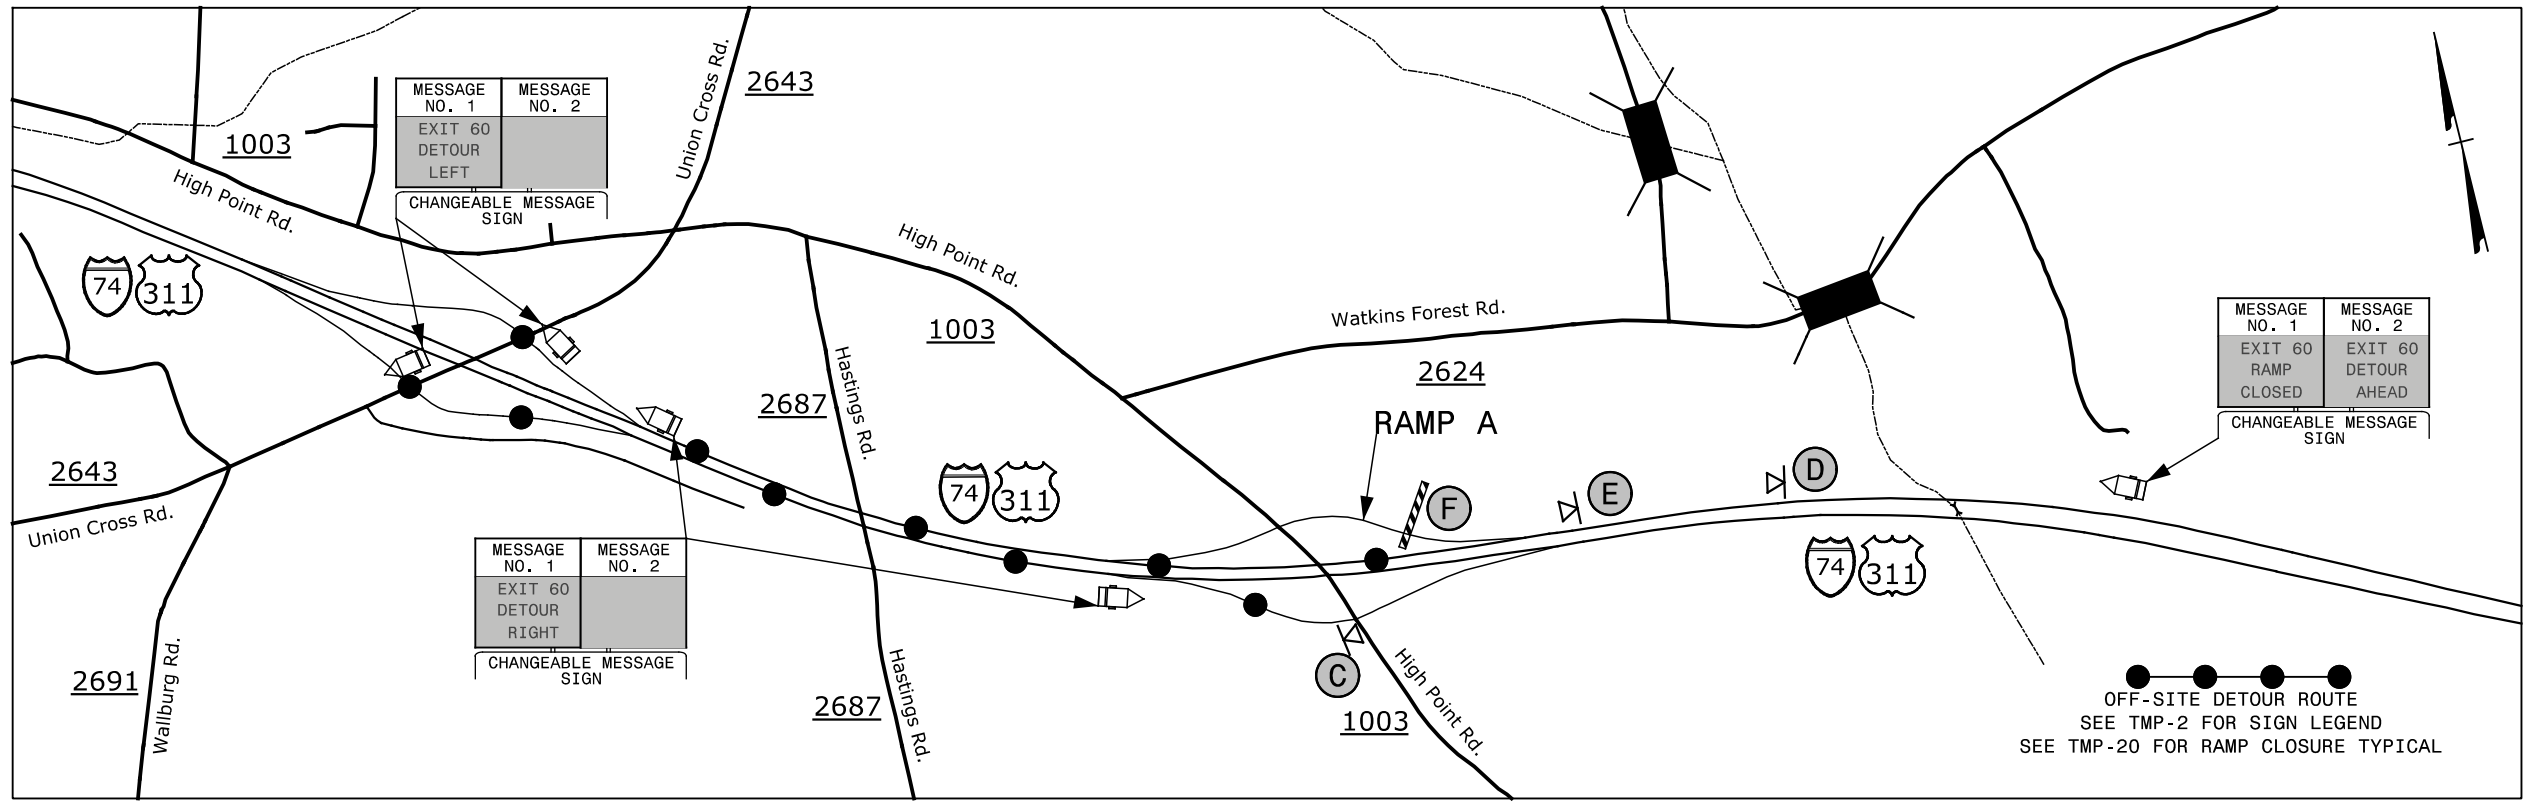 MESSAGE NO. 1
MESSAGE NO. 2
EXIT 60
DETOUR
LEFT
CHANGEABLE MESSAGE
SIGN
1003
High Point Rd.
Union Cross Rd.
2643
74
311
High Point Rd.
1003
Hastings Rd.
2687
Watkins Forest Rd.
2624
RAMP A
MESSAGE NO. 1
MESSAGE NO. 2
EXIT 60
RAMP
CLOSED
EXIT 60
DETOUR
AHEAD
CHANGEABLE MESSAGE
SIGN
D
E
F
74
311
2643
Union Cross Rd.
MESSAGE NO. 1
MESSAGE NO. 2
EXIT 60
DETOUR
RIGHT
CHANGEABLE MESSAGE
SIGN
74
311
C
2691
Wallburg Rd.
2687
Hastings Rd.
High Point Rd.
1003
OFF-SITE DETOUR ROUTE
SEE TMP-2 FOR SIGN LEGEND
SEE TMP-20 FOR RAMP CLOSURE TYPICAL